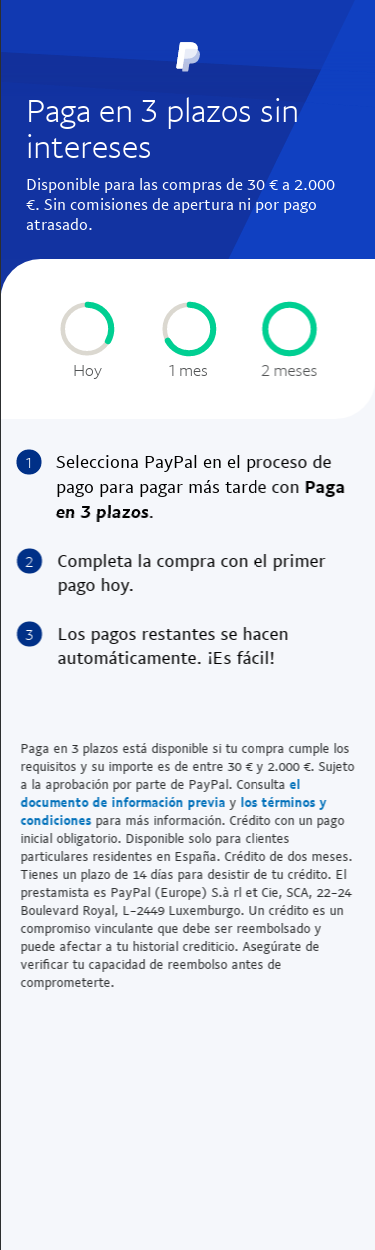 Paga en 3 plazos sin
intereses
Disponible para las compras de 30 € a 2.000
€. Sin comisiones de apertura ni por pago
atrasado.
Hoy
1 mes
2 meses
1 Selecciona PayPal en el proceso de
pago para pagar más tarde con Paga
en 3 plazos.
2 Completa la compra con el primer
pago hoy.
3 Los pagos restantes se hacen
automáticamente. ¡Es fácil!
Paga en 3 plazos está disponible si tu compra cumple los
requisitos y su importe es de entre 30 € y 2.000 €. Sujeto
a la aprobación por parte de PayPal. Consulta el
documento de información previa y los términos y
condiciones para más información. Crédito con un pago
inicial obligatorio. Disponible solo para clientes
particulares residentes en España. Crédito de dos meses.
Tienes un plazo de 14 días para desistir de tu crédito. El
prestamista es PayPal (Europe) S.à rl et Cie, SCA, 22-24
Boulevard Royal, L-2449 Luxemburgo. Un crédito es un
compromiso vinculante que debe ser reembolsado y
puede afectar a tu historial crediticio. Asegúrate de
verificar tu capacidad de reembolso antes de
comprometerte.